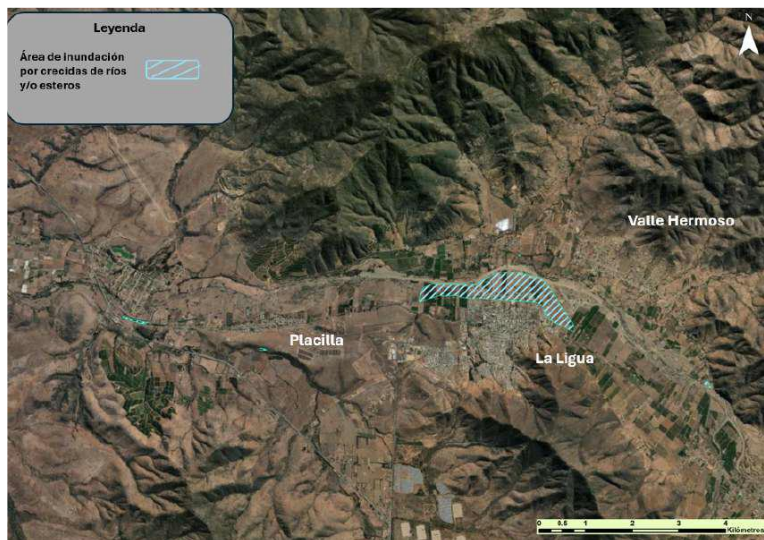 Leyenda
Área de inundación
por crecidas de ríos
y/o esteros
N
Valle Hermoso
Placilla
La Ligua
0 0.5 1 2 3 4
Kilómetros